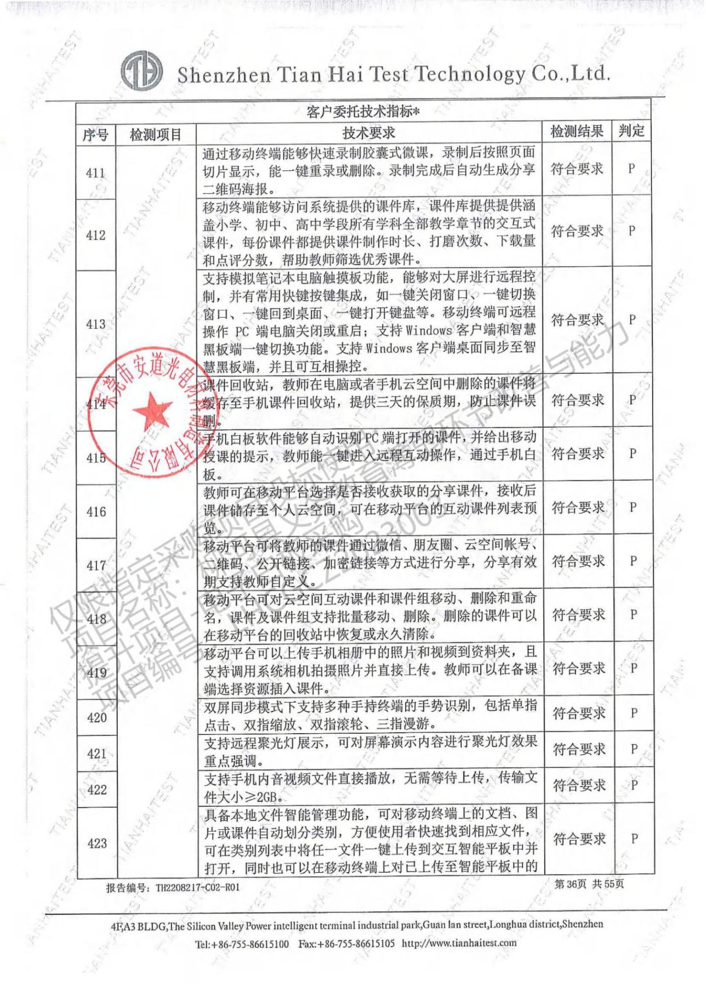 Shenzhen Tian Hai Test Technology Co.,Ltd.
客户委托技术指标*
序号 检测项目 技术要求 检测结果 判定
411
通过移动终端能够快速录制胶囊式微课，录制后按照页面
切片显示，能一键重录或删除。录制完成后自动生成分享
二维码海报。
符合要求 P
412
移动终端能够访问系统提供的课件库，课件库提供提供涵
盖小学、初中、高中学段所有学科全部教学章节的交互式
课件，每份课件都提供课件制作时长、打磨次数、下载量
和点评分数，帮助教师筛选优秀课件。
符合要求 P
413
支持模拟笔记本电脑触摸板功能，能够对大屏进行远程控
制，并有常用快键按键集成，如一键关闭窗口、一键切换
窗口、一键回到桌面、一键打开键盘等。移动终端可远程
操作 PC 端电脑关闭或重启；支持 Windows 客户端和智慧
黑板端一键切换功能。支持 Windows 客户端桌面同步至智
慧黑板端，并且可互相操控。
符合要求 P
414
课件回收站，教师在电脑或者手机云空间中删除的课件将
缓存至手机课件回收站，提供三天的保质期，防止课件误
删。
符合要求 P
415
手机白板软件能够自动识别 PC 端打开的课件，并给出移动
授课的提示，教师能一键进入远程互动操作，通过手机白
板。
符合要求 P
416
教师可在移动平台选择是否接收获取的分享课件，接收后
课件储存至个人云空间，可在移动平台的互动课件列表预
览。
符合要求 P
417
移动平台可将教师的课件通过微信、朋友圈、云空间帐号、
二维码、公开链接、加密链接等方式进行分享，分享有效
期支持教师自定义。
符合要求 P
418
移动平台可对云空间互动课件和课件组移动、删除和重命
名，课件及课件组支持批量移动、删除。删除的课件可以
在移动平台的回收站中恢复或永久清除。
符合要求 P
419
移动平台可以上传手机相册中的照片和视频到资料夹，且
支持调用系统相机拍摄照片并直接上传。教师可以在备课
端选择资源插入课件。
符合要求 P
420
双屏同步模式下支持多种手持终端的手势识别，包括单指
点击、双指缩放、双指滚轮、三指漫游。
符合要求 P
421
支持远程聚光灯展示，可对屏幕演示内容进行聚光灯效果
重点强调。
符合要求 P
422
支持手机内音视频文件直接播放，无需等待上传，传输文
件大小≥2GB。
符合要求 P
423
具备本地文件智能管理功能，可对移动终端上的文档、图
片或课件自动划分类别，方便使用者快速找到相应文件，
可在类别列表中将任一文件一键上传到交互智能平板中并
打开，同时也可以在移动终端上对已上传至智能平板中的
符合要求 P
东莞市安道光电材料制造有限公司
仅限指定采购项目投标使用：
报告编号：TH2208217-C02-R01
第 36页 共 55页
4F,A3 BLDG,The Silicon Valley Power intelligent terminal industrial park,Guan lan street,Longhua district,Shenzhen
Tel:+86-755-86615100 Fax:+86-755-86615105 http://www.tianhaitest.com
TIANHAITEST